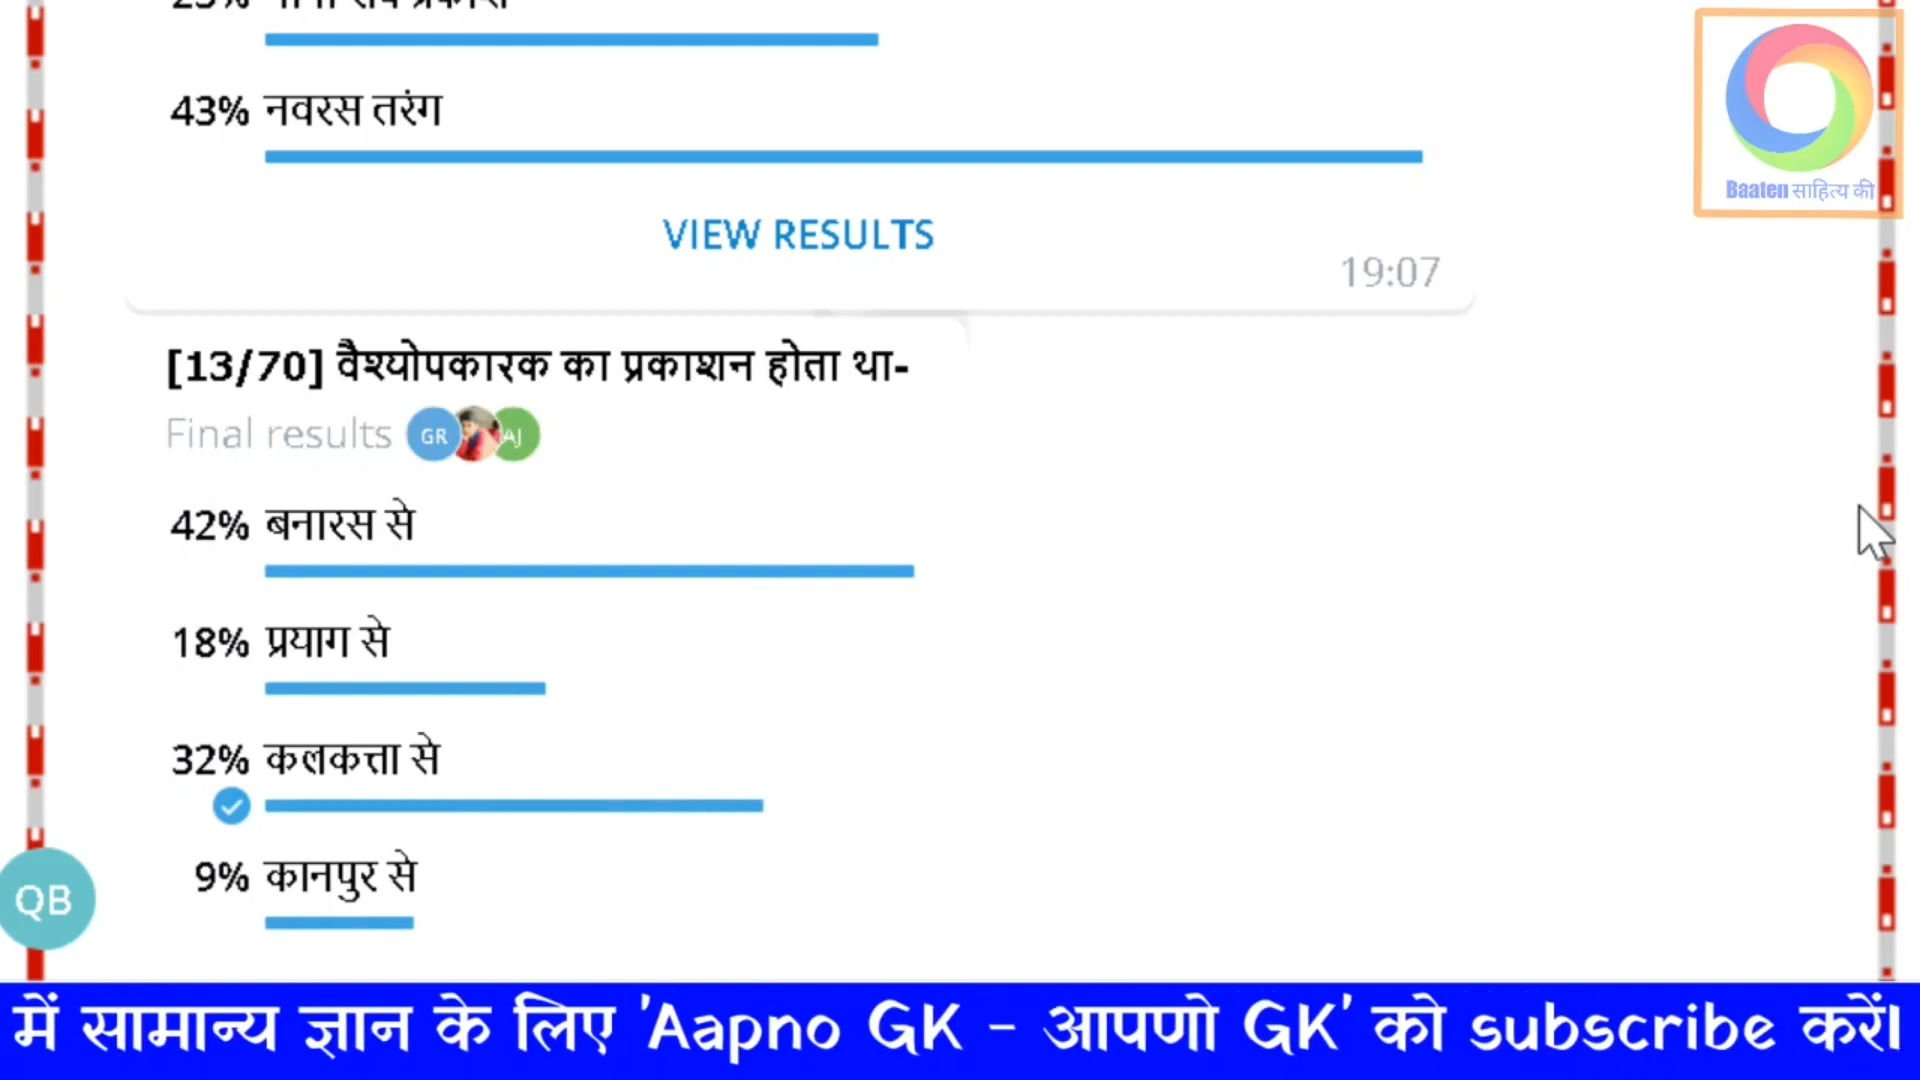 43% नवरस तरंग
VIEW RESULTS
19:07
Baaten साहित्य की
[13/70] वैश्योपकारक का प्रकाशन होता था-
Final results GR AJ
42% बनारस से
18% प्रयाग से
32% कलकत्ता से
9% कानपुर से
QB
में सामान्य ज्ञान के लिए 'Aapno GK - आपणो GK' को subscribe करें।